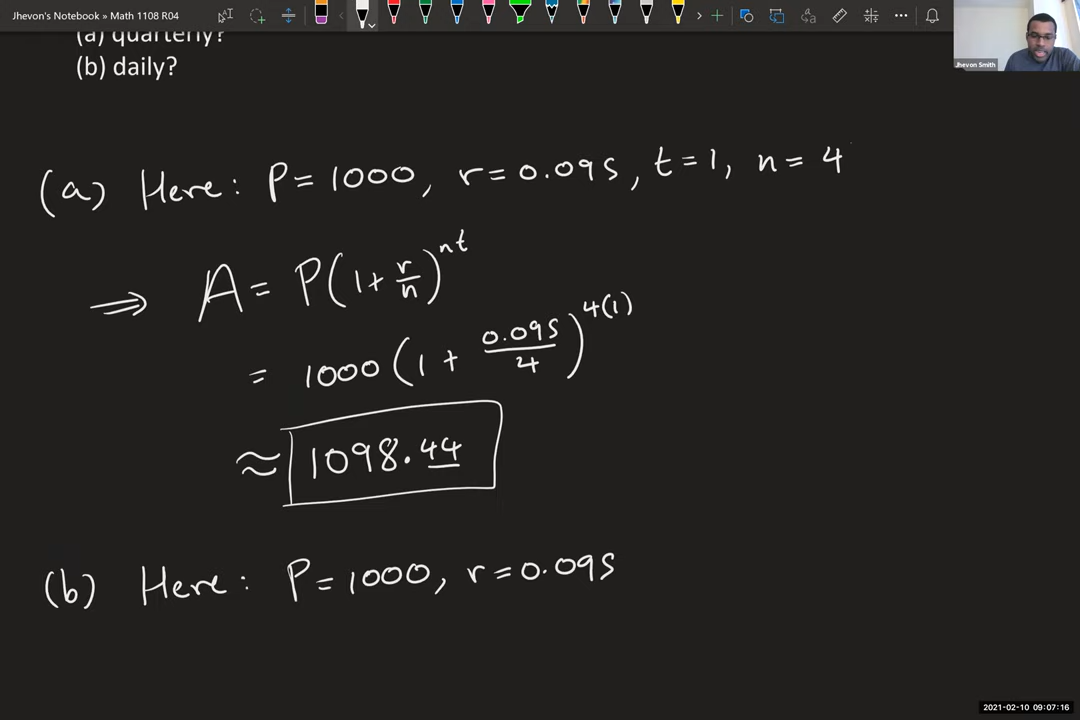 Jhevon's Notebook » Math 1108 R04
(a) quarterly?
(b) daily?
Jhevon Smith
(a) Here: P = 1000, r = 0.095, t = 1, n = 4
⇒ A = P(1 + r/n)^nt
= 1000 (1 + 0.095/4)^4(1)
≈ 1098.44
(b) Here: P = 1000, r = 0.095
2021-02-10 09:07:16